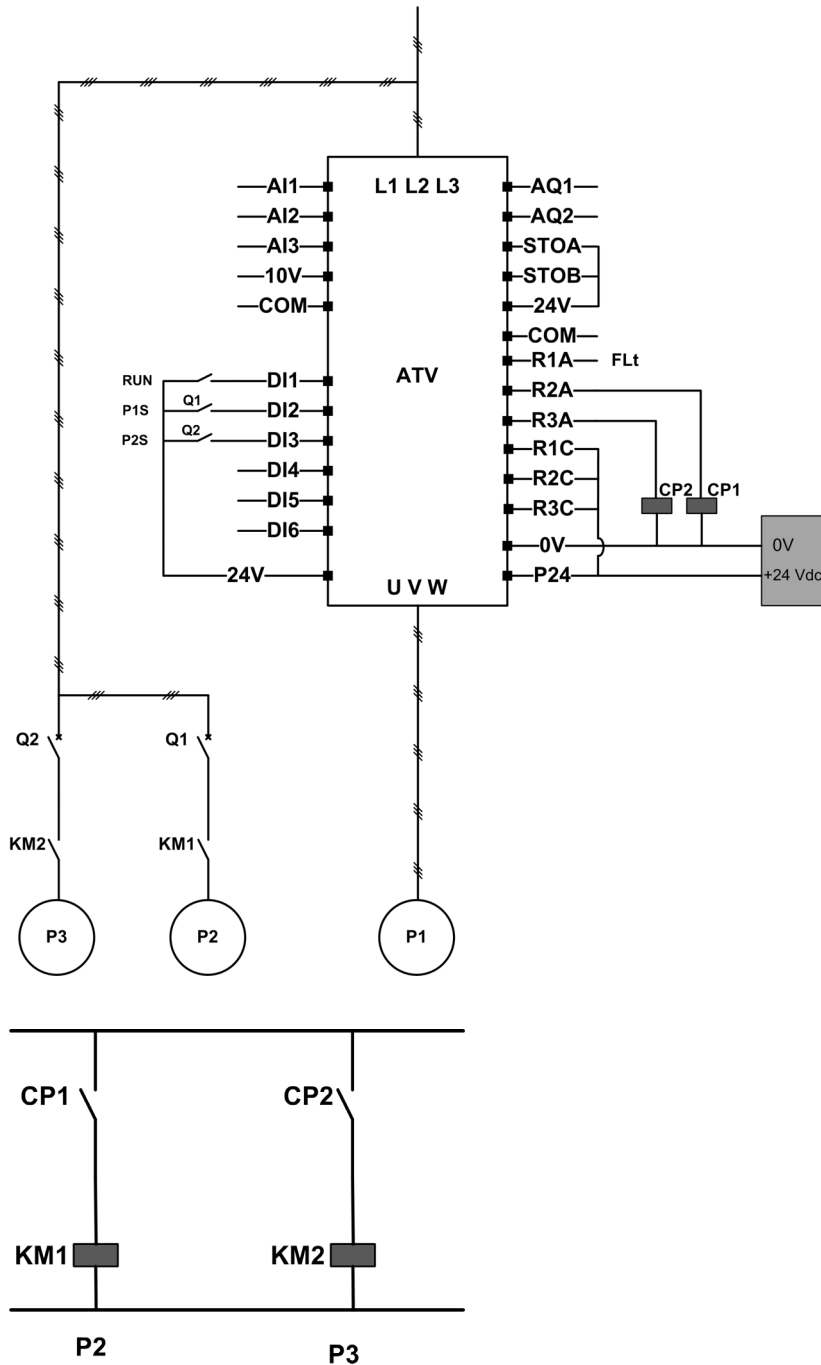 L1 L2 L3
AI1
AI2
AI3
10V
COM
AQ1
AQ2
STOA
STOB
24V
COM
R1A
FLt
ATV
RUN
DI1
P1S
Q1
DI2
P2S
Q2
DI3
DI4
DI5
DI6
24V
R2A
R3A
R1C
R2C
R3C
CP2
CP1
0V
P24
0V
+24 Vdc
U V W
Q2
Q1
KM2
KM1
P3
P2
P1
CP1
CP2
KM1
KM2
P2
P3